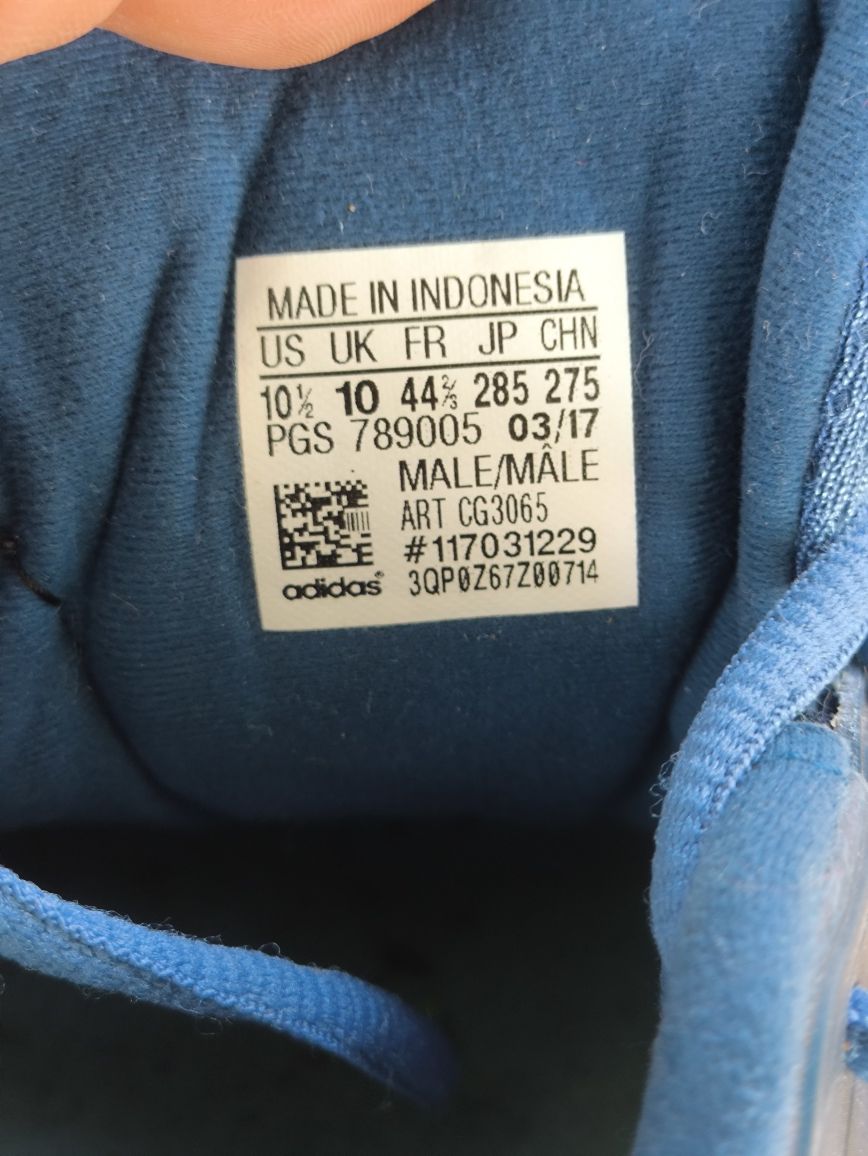 MADE IN INDONESIA
US UK FR JP CHN
10½ 10 44⅔ 285 275
PGS 789005 03/17
MALE/MÂLE
ART CG3065
#117031229
3QP0Z67Z00714
adidas®